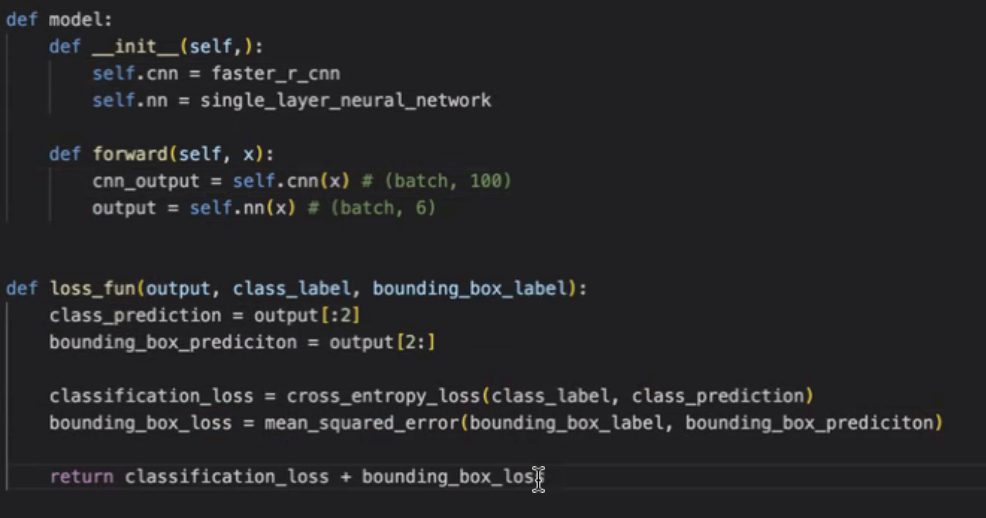 def model:
    def __init__(self,):
        self.cnn = faster_r_cnn
        self.nn = single_layer_neural_network
    def forward(self, x):
        cnn_output = self.cnn(x) # (batch, 100)
        output = self.nn(x) # (batch, 6)
def loss_fun(output, class_label, bounding_box_label):
    class_prediction = output[:2]
    bounding_box_prediciton = output[2:]
    classification_loss = cross_entropy_loss(class_label, class_prediction)
    bounding_box_loss = mean_squared_error(bounding_box_label, bounding_box_prediciton)
    return classification_loss + bounding_box_loss